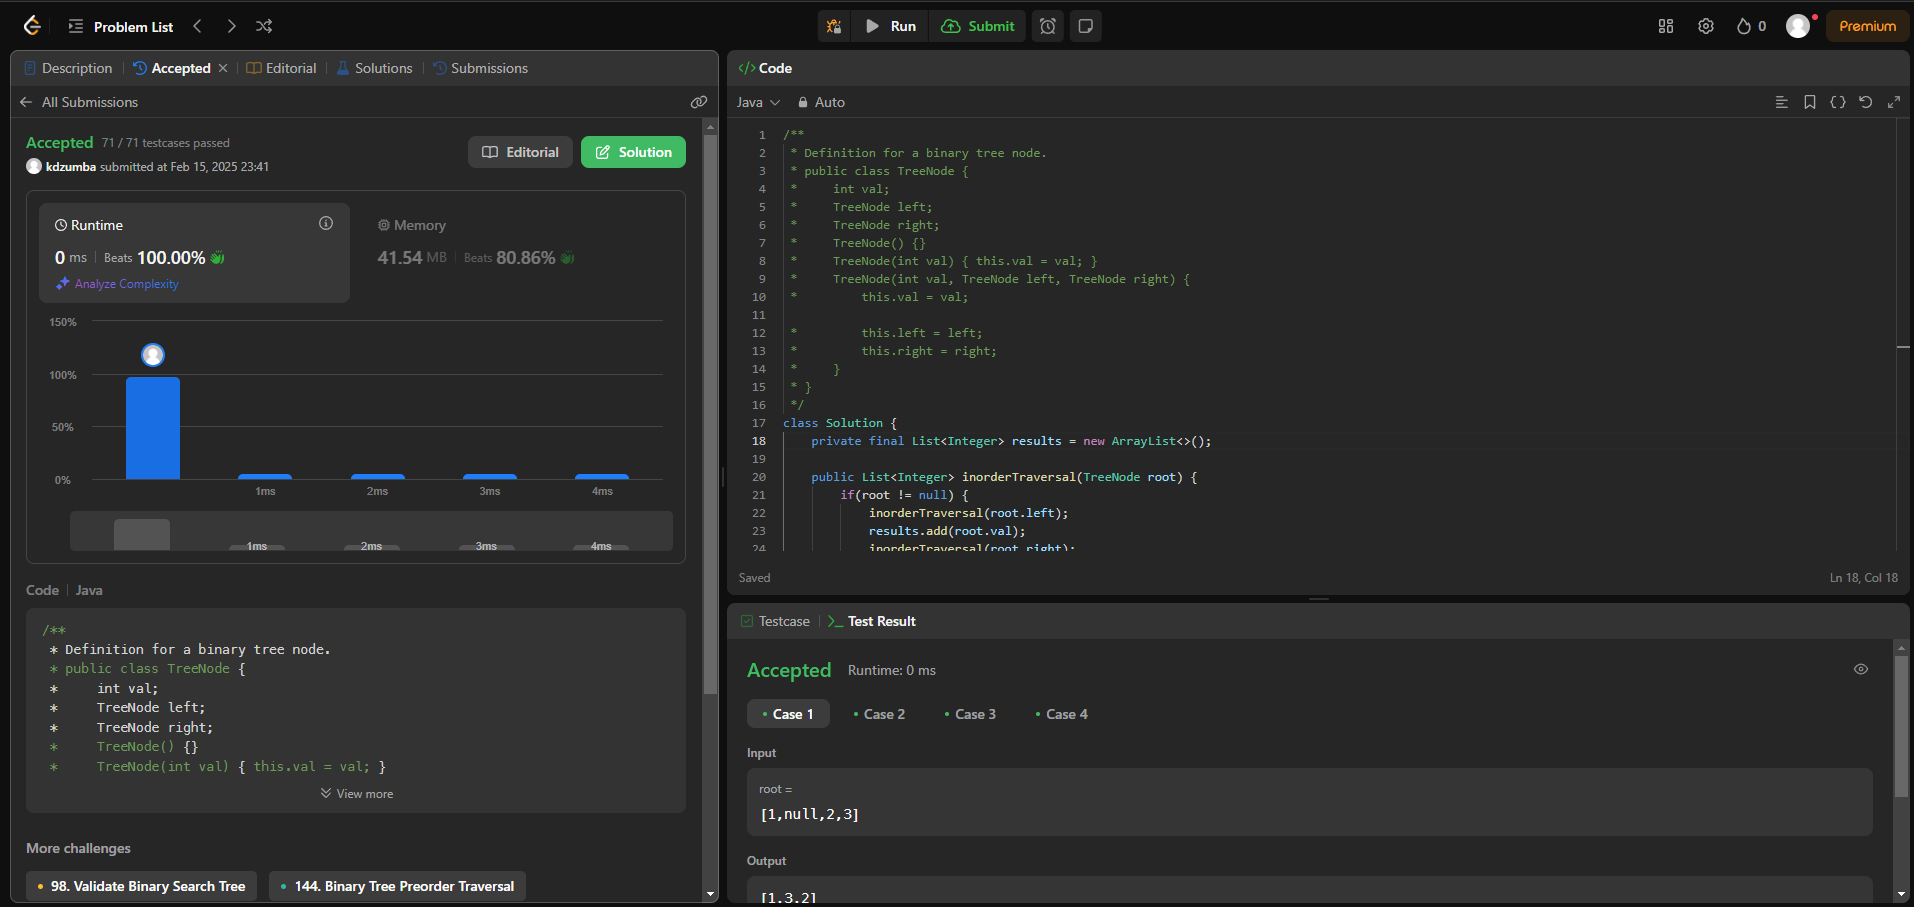 Problem List
Run
Submit
0
Premium
Description
Accepted
Editorial
Solutions
Submissions
All Submissions
Accepted 71 / 71 testcases passed
kdzumba submitted at Feb 15, 2025 23:41
Editorial
Solution
Runtime
0 ms Beats 100.00%
Analyze Complexity
Memory
41.54 MB Beats 80.86%
150%
100%
50%
0%
1ms 2ms 3ms 4ms
1ms 2ms 3ms 4ms
Code | Java
/**
* Definition for a binary tree node.
* public class TreeNode {
*     int val;
*     TreeNode left;
*     TreeNode right;
*     TreeNode() {}
*     TreeNode(int val) { this.val = val; }
View more
More challenges
98. Validate Binary Search Tree
144. Binary Tree Preorder Traversal
</> Code
Java
Auto
1 /**
2  * Definition for a binary tree node.
3  * public class TreeNode {
4  *     int val;
5  *     TreeNode left;
6  *     TreeNode right;
7  *     TreeNode() {}
8  *     TreeNode(int val) { this.val = val; }
9  *     TreeNode(int val, TreeNode left, TreeNode right) {
10  *         this.val = val;
11
12  *         this.left = left;
13  *         this.right = right;
14  *     }
15  * }
16  */
17 class Solution {
18     private final List<Integer> results = new ArrayList<>();
19
20     public List<Integer> inorderTraversal(TreeNode root) {
21         if(root != null) {
22             inorderTraversal(root.left);
23             results.add(root.val);
24             inorderTraversal(root.right);
Saved
Ln 18, Col 18
Testcase
Test Result
Accepted Runtime: 0 ms
Case 1
Case 2
Case 3
Case 4
Input
root =
[1,null,2,3]
Output
[1,3,2]